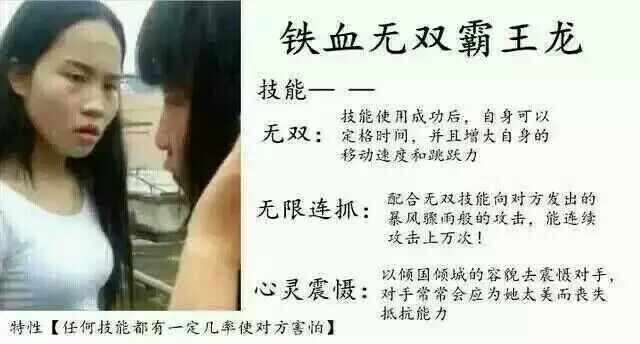 铁血无双霸王龙
技能— —
无双：
技能使用成功后，自身可以
定格时间，并且增大自身的
移动速度和跳跃力
无限连抓：
配合无双技能向对方发出的
暴风骤雨般的攻击，能连续
攻击上万次！
心灵震慑：
以倾国倾城的容貌去震慑对手，
对手常常会应为她太美而丧失
抵抗能力
特性【任何技能都有一定几率使对方害怕】